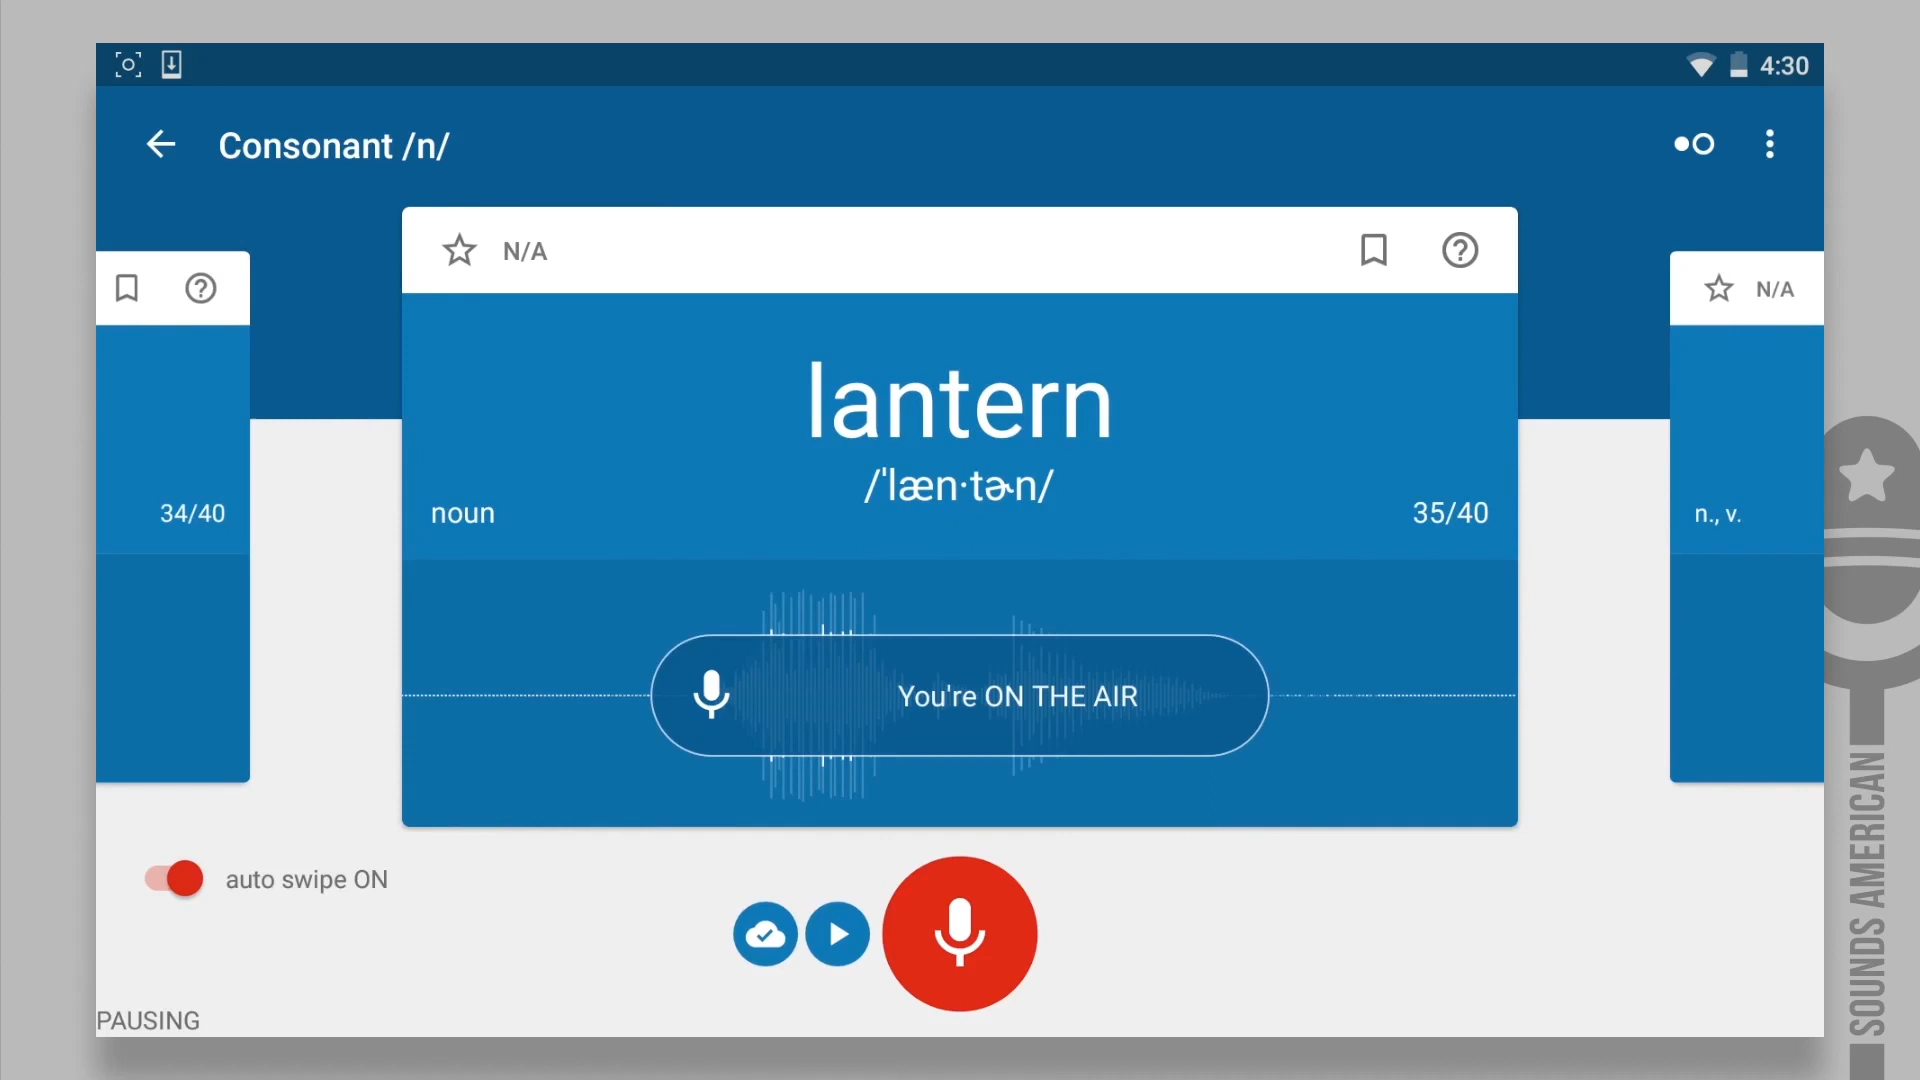 4:30
Consonant /n/
N/A
N/A
lantern
/ˈlæn·tɚn/
34/40
noun
35/40
n., v.
You're ON THE AIR
auto swipe ON
PAUSING
SOUNDS AMERICAN